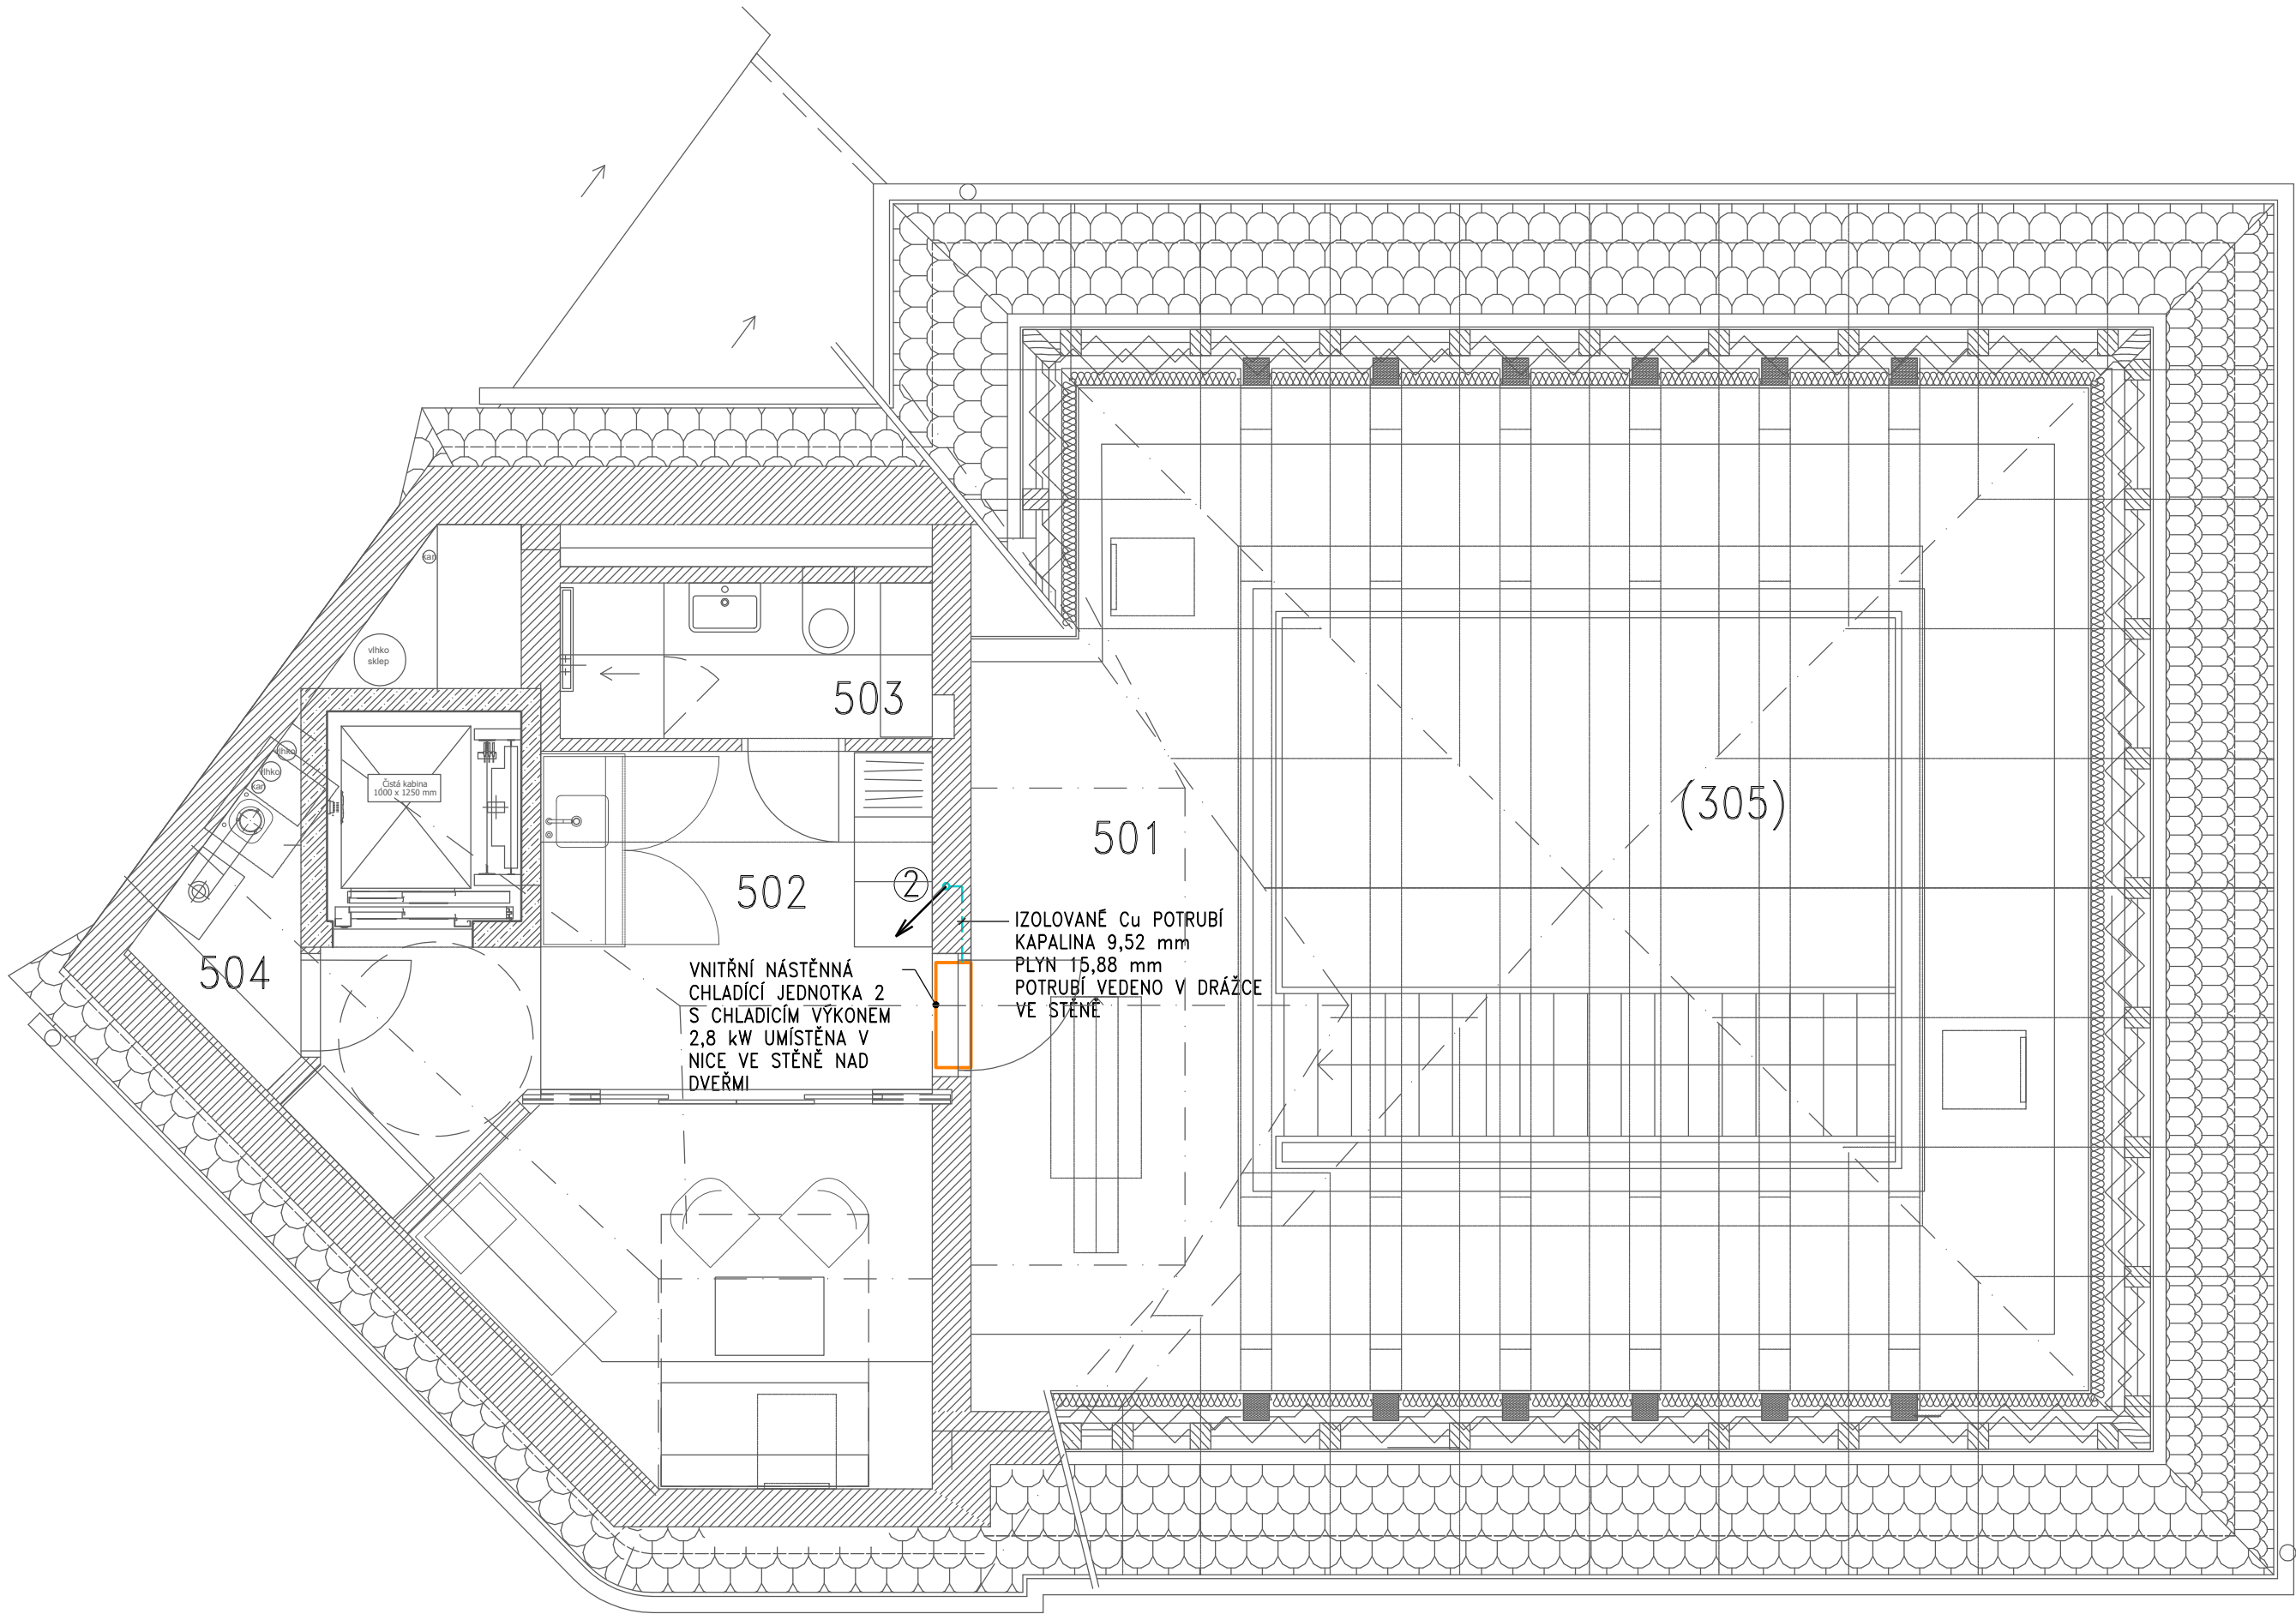 kan
vlhko
sklep
503
vlhko
vlhko
kan
Čistá kabina
1000 x 1250 mm
(305)
501
502
2
504
IZOLOVANÉ Cu POTRUBÍ
KAPALINA 9,52 mm
PLYN 15,88 mm
POTRUBÍ VEDENO V DRÁŽCE
VE STĚNĚ
VNITŘNÍ NÁSTĚNNÁ
CHLADÍCÍ JEDNOTKA 2
S CHLADICÍM VÝKONEM
2,8 kW UMÍSTĚNA V
NICE VE STĚNĚ NAD
DVEŘMI